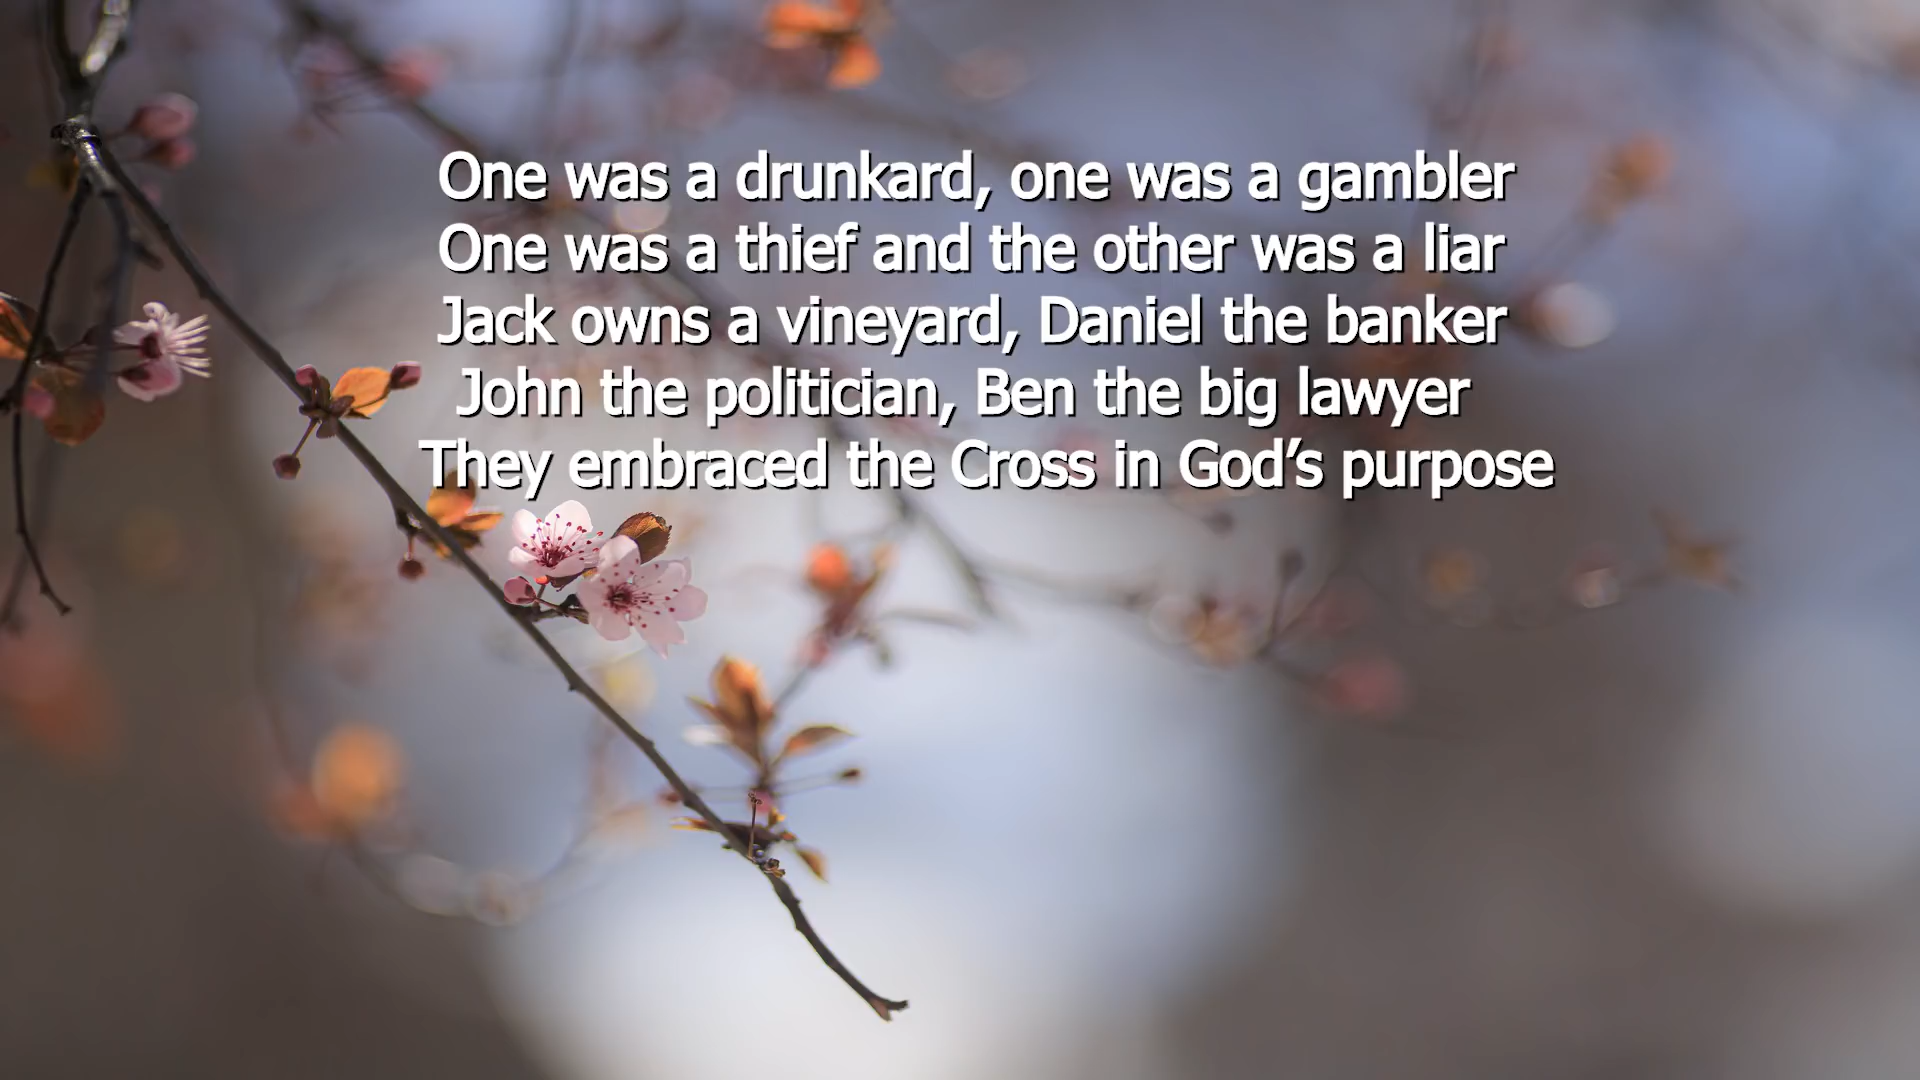 One was a drunkard, one was a gambler
One was a thief and the other was a liar
Jack owns a vineyard, Daniel the banker
John the politician, Ben the big lawyer
They embraced the Cross in God’s purpose